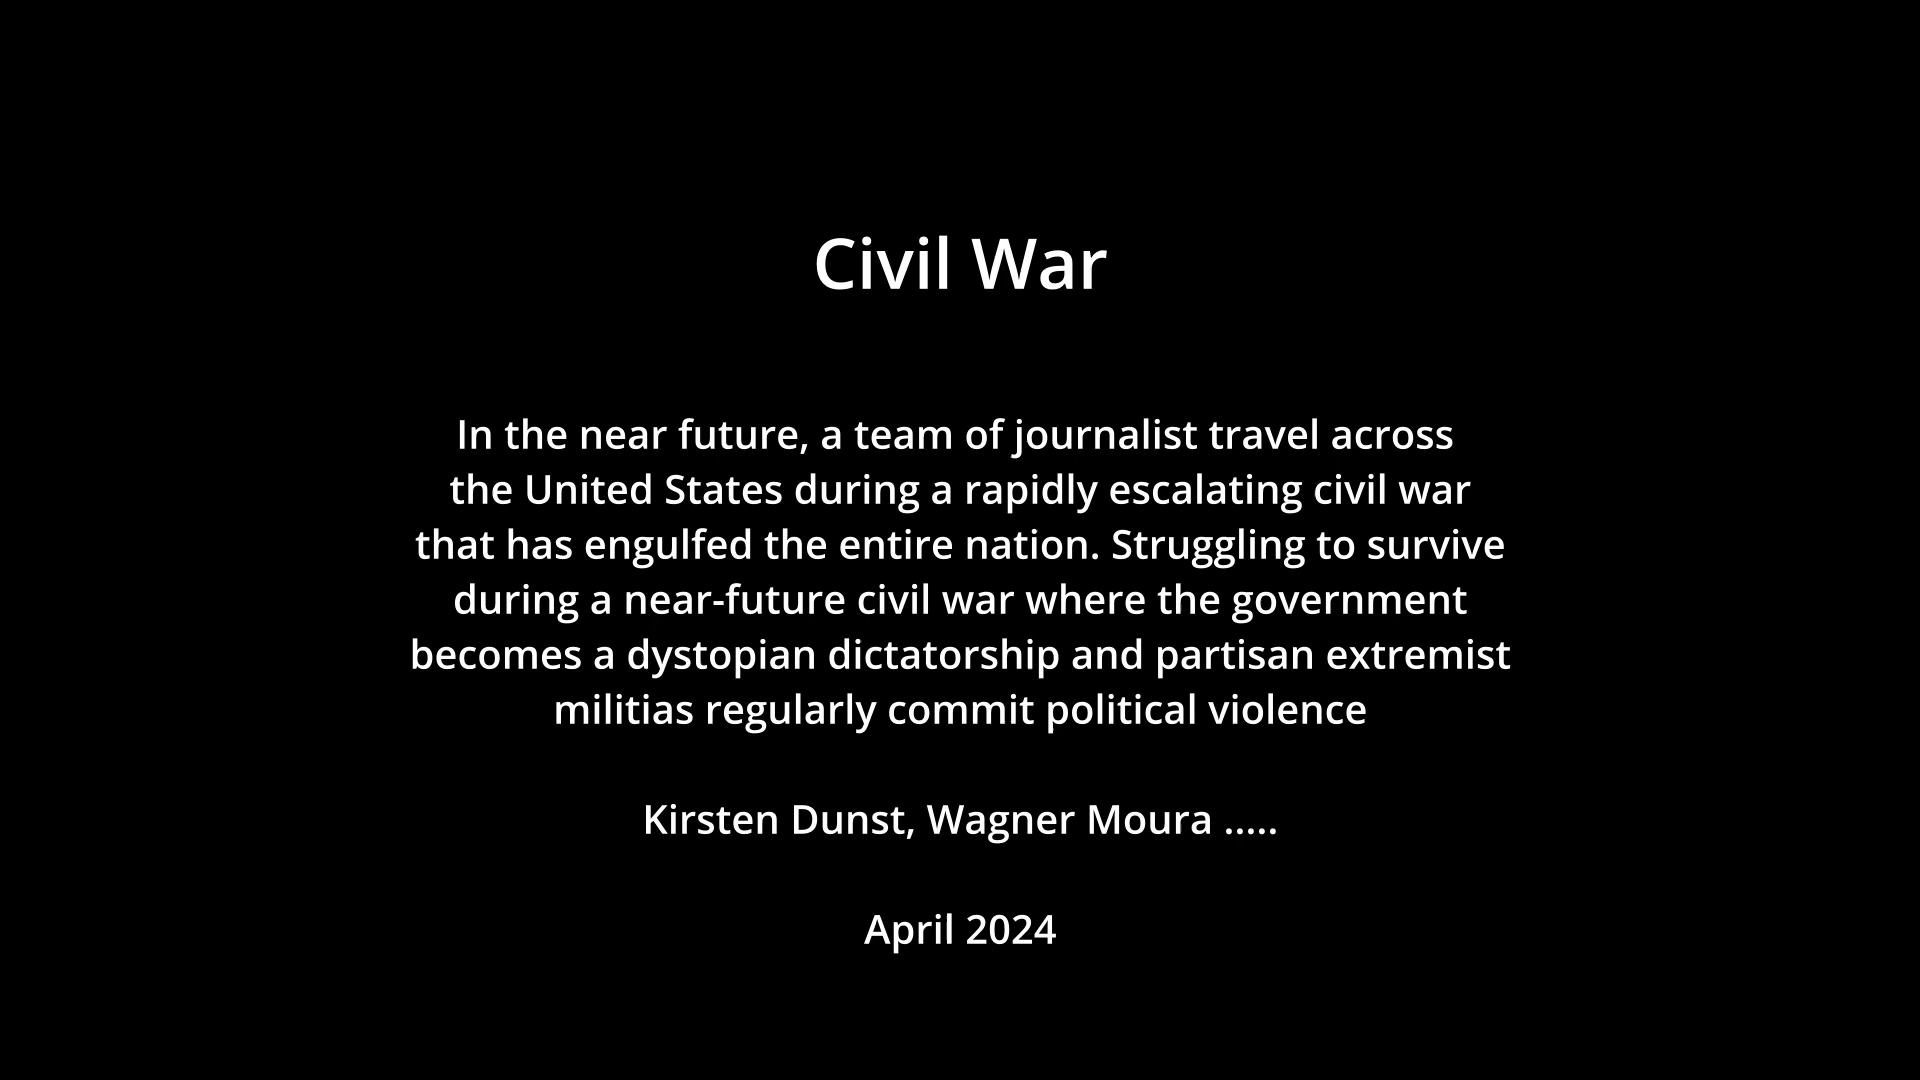 Civil War
In the near future, a team of journalist travel across
the United States during a rapidly escalating civil war
that has engulfed the entire nation. Struggling to survive
during a near-future civil war where the government
becomes a dystopian dictatorship and partisan extremist
militias regularly commit political violence
Kirsten Dunst, Wagner Moura .....
April 2024